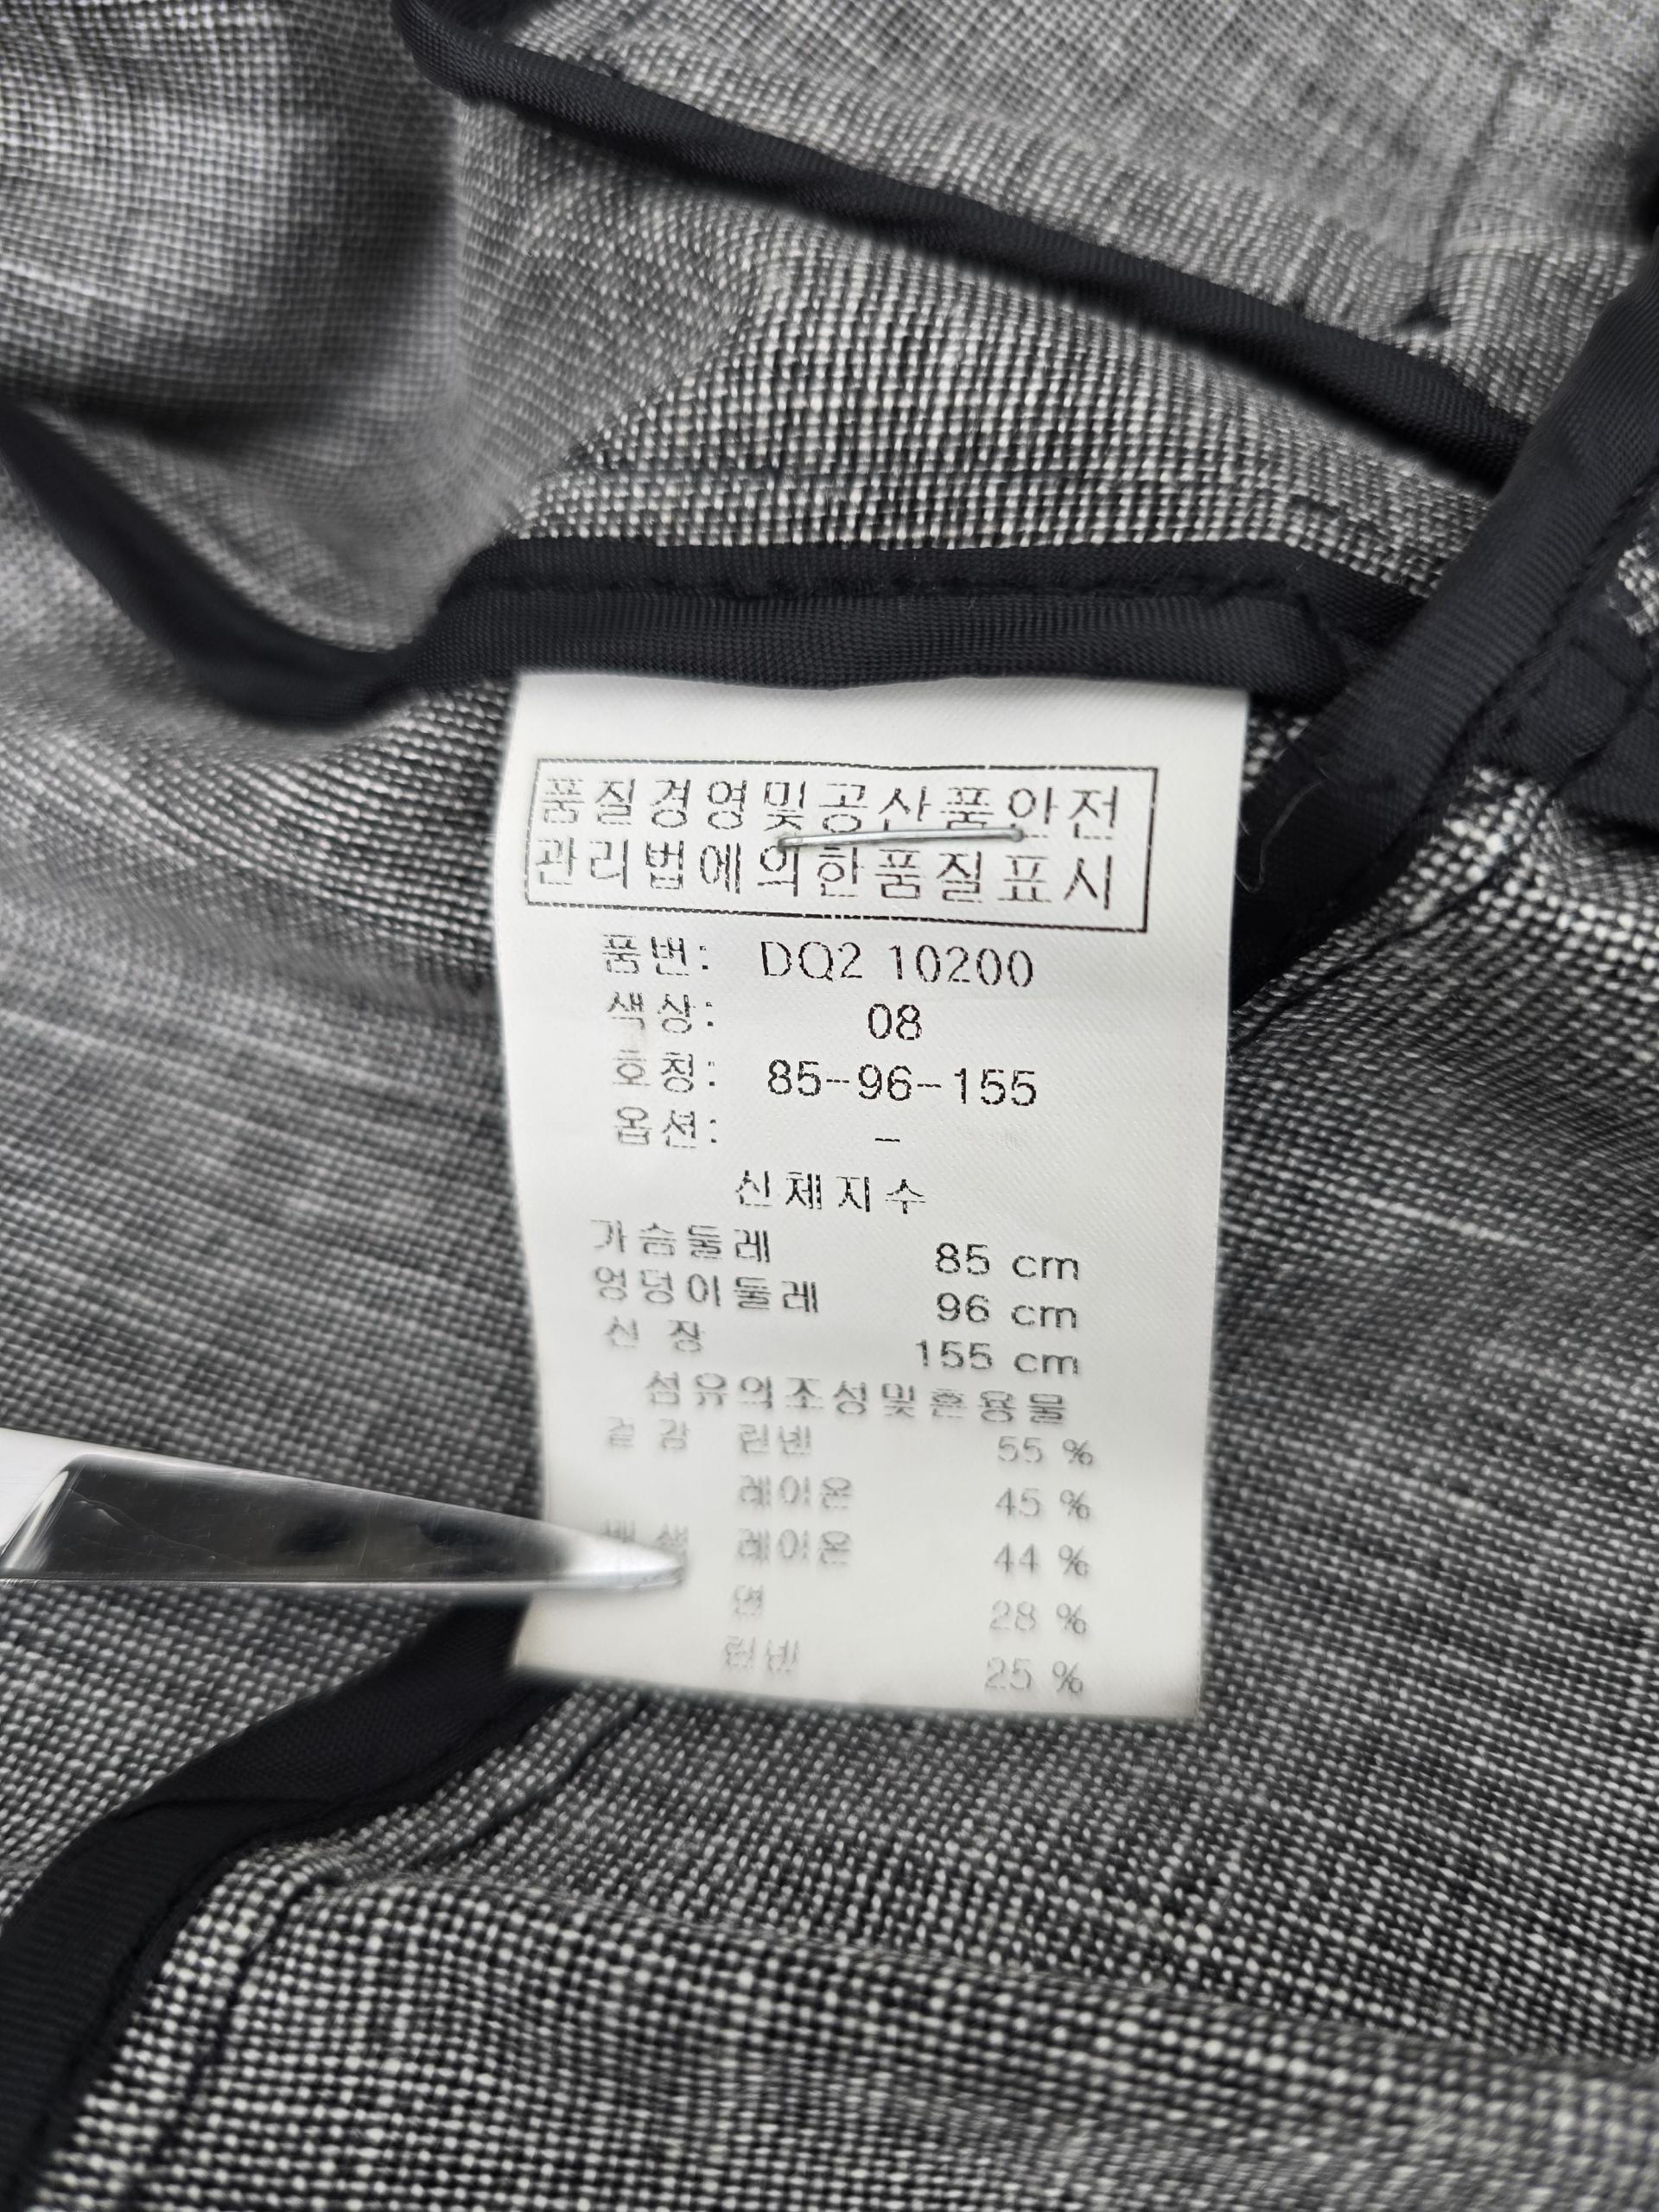 품질경영및공산품안전
관리법에의한품질표시
품번: DQ2 10200
색상: 08
호칭: 85-96-155
옵션: -
신체지수
가슴둘레 85 cm
엉덩이둘레 96 cm
신 장 155 cm
섬유의조성및혼용물
겉 감 린넨 55 %
레이온 45 %
배 색 레이온 44 %
면 28 %
린넨 25 %